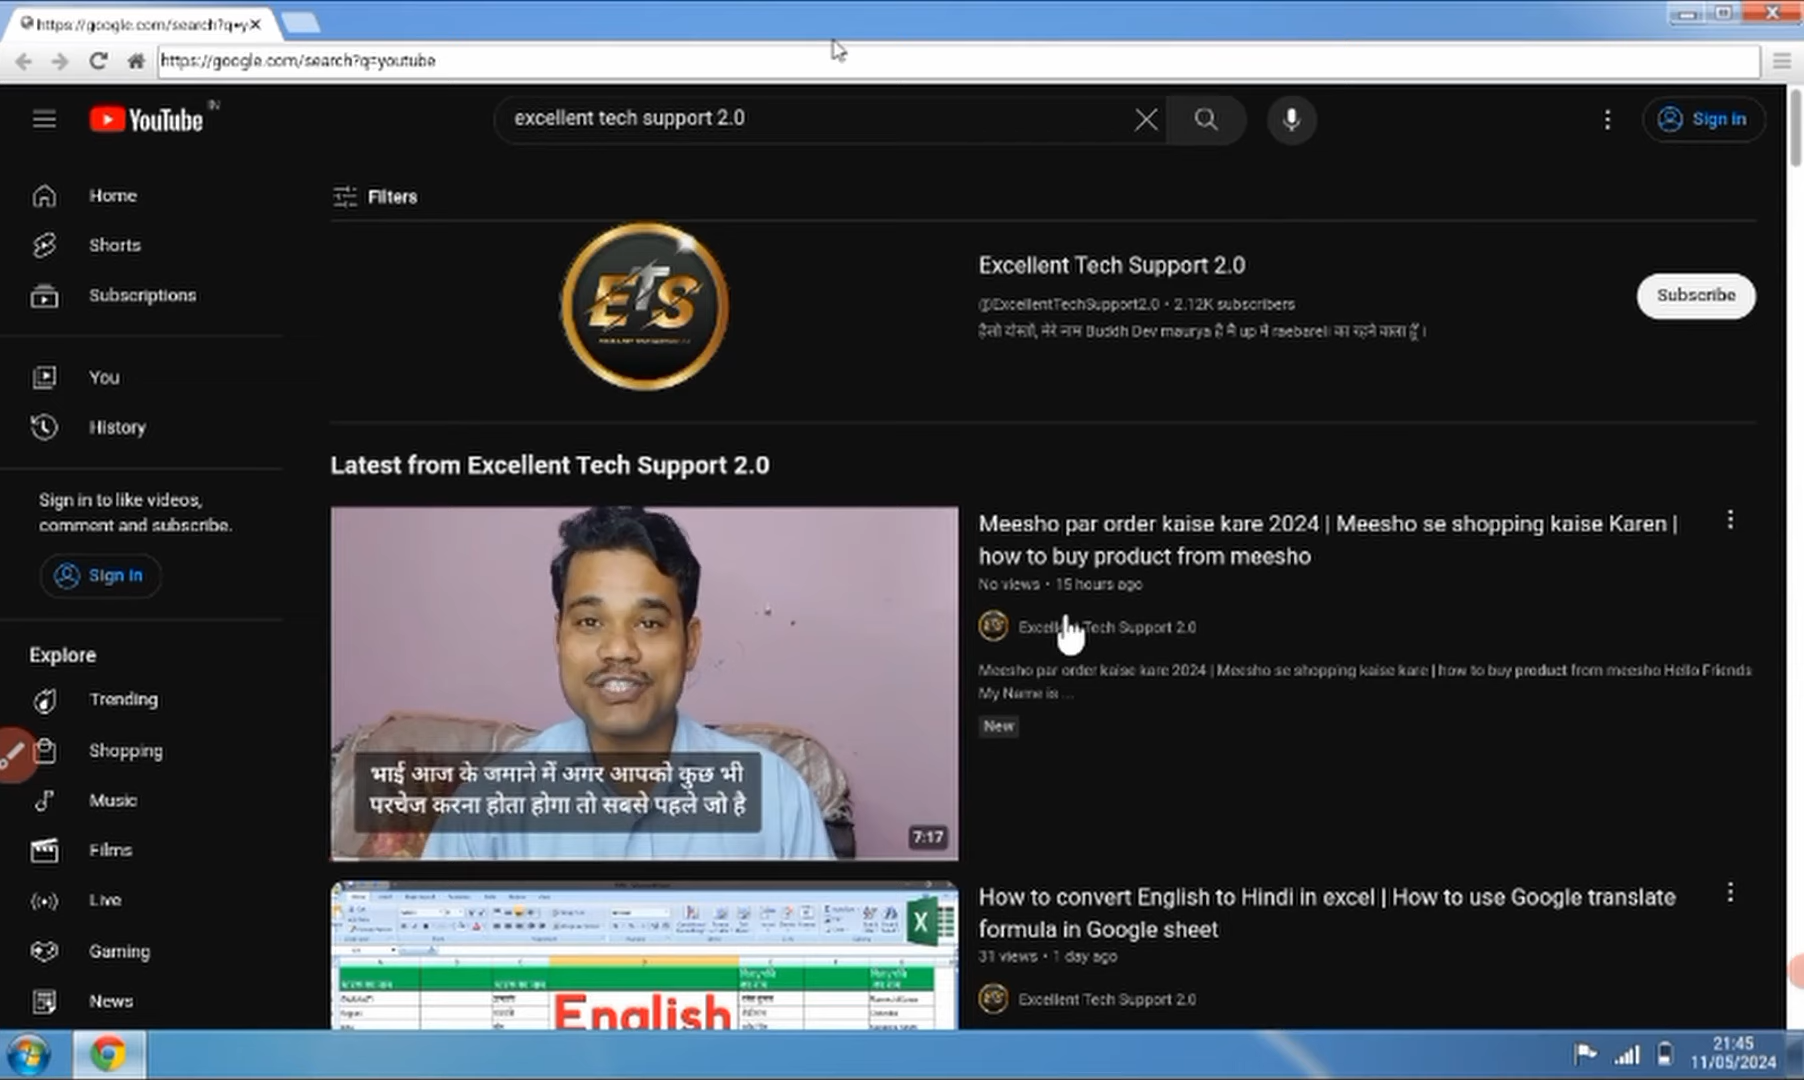 https://google.com/search?q=y
https://google.com/search?q=youtube
YouTube IN
excellent tech support 2.0
Sign in
Home
Shorts
Subscriptions
You
History
Sign in to like videos,
comment and subscribe.
Sign in
Explore
Trending
Shopping
Music
Films
Live
Gaming
News
Filters
ETS
Excellent Tech Support 2.0
@ExcellentTechSupport2.0 • 2.12K subscribers
हैलो दोस्तो, मेरे नाम Buddh Dev maurya है मै up में raebareli का रहने वाला हूँ ।
Subscribe
Latest from Excellent Tech Support 2.0
भाई आज के जमाने में अगर आपको कुछ भी
परचेज करना होता होगा तो सबसे पहले जो है
7:17
Meesho par order kaise kare 2024 | Meesho se shopping kaise Karen |
how to buy product from meesho
No views • 15 hours ago
Excellent Tech Support 2.0
Meesho par order kaise kare 2024 | Meesho se shopping kaise kare | how to buy product from meesho Hello Friends
My Name is ...
New
English
How to convert English to Hindi in excel | How to use Google translate
formula in Google sheet
31 views • 1 day ago
Excellent Tech Support 2.0
21:45
11/05/2024